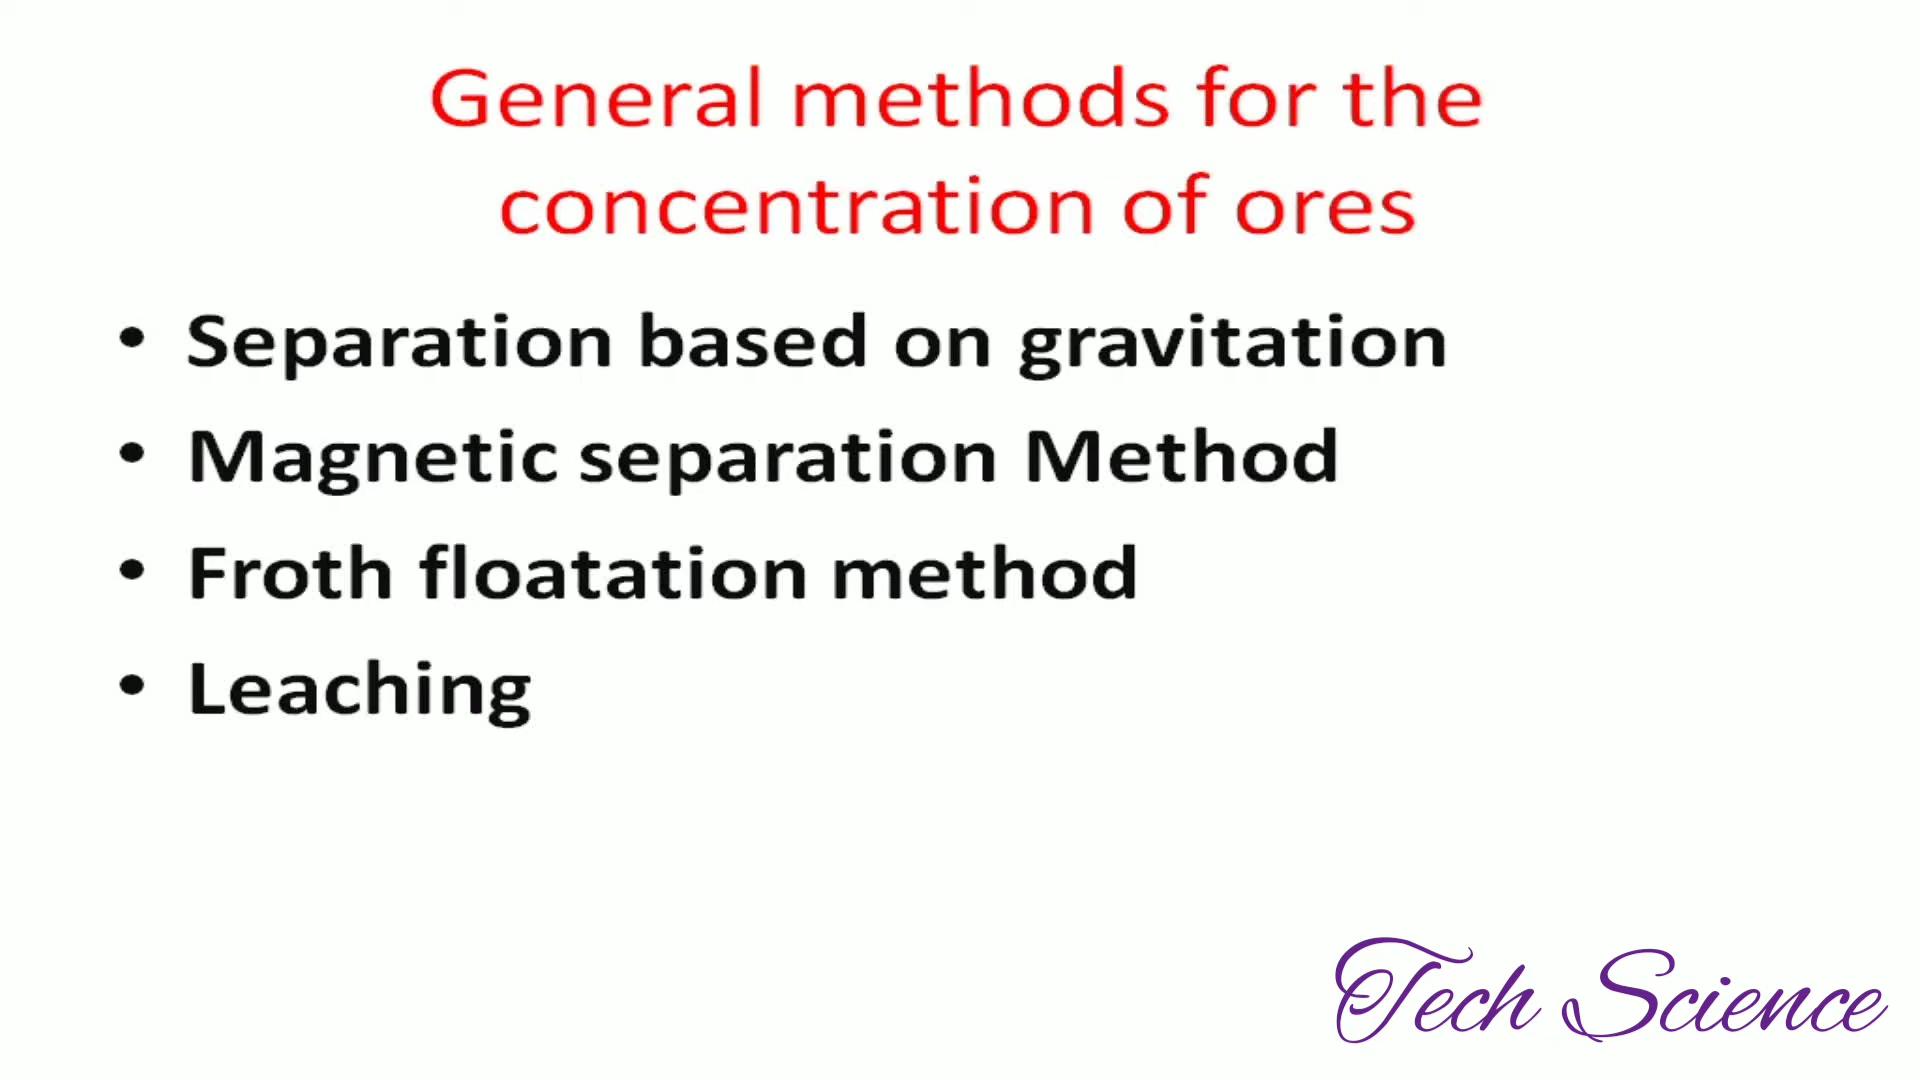 General methods for the
concentration of ores
• Separation based on gravitation
• Magnetic separation Method
• Froth floatation method
• Leaching
Tech Science